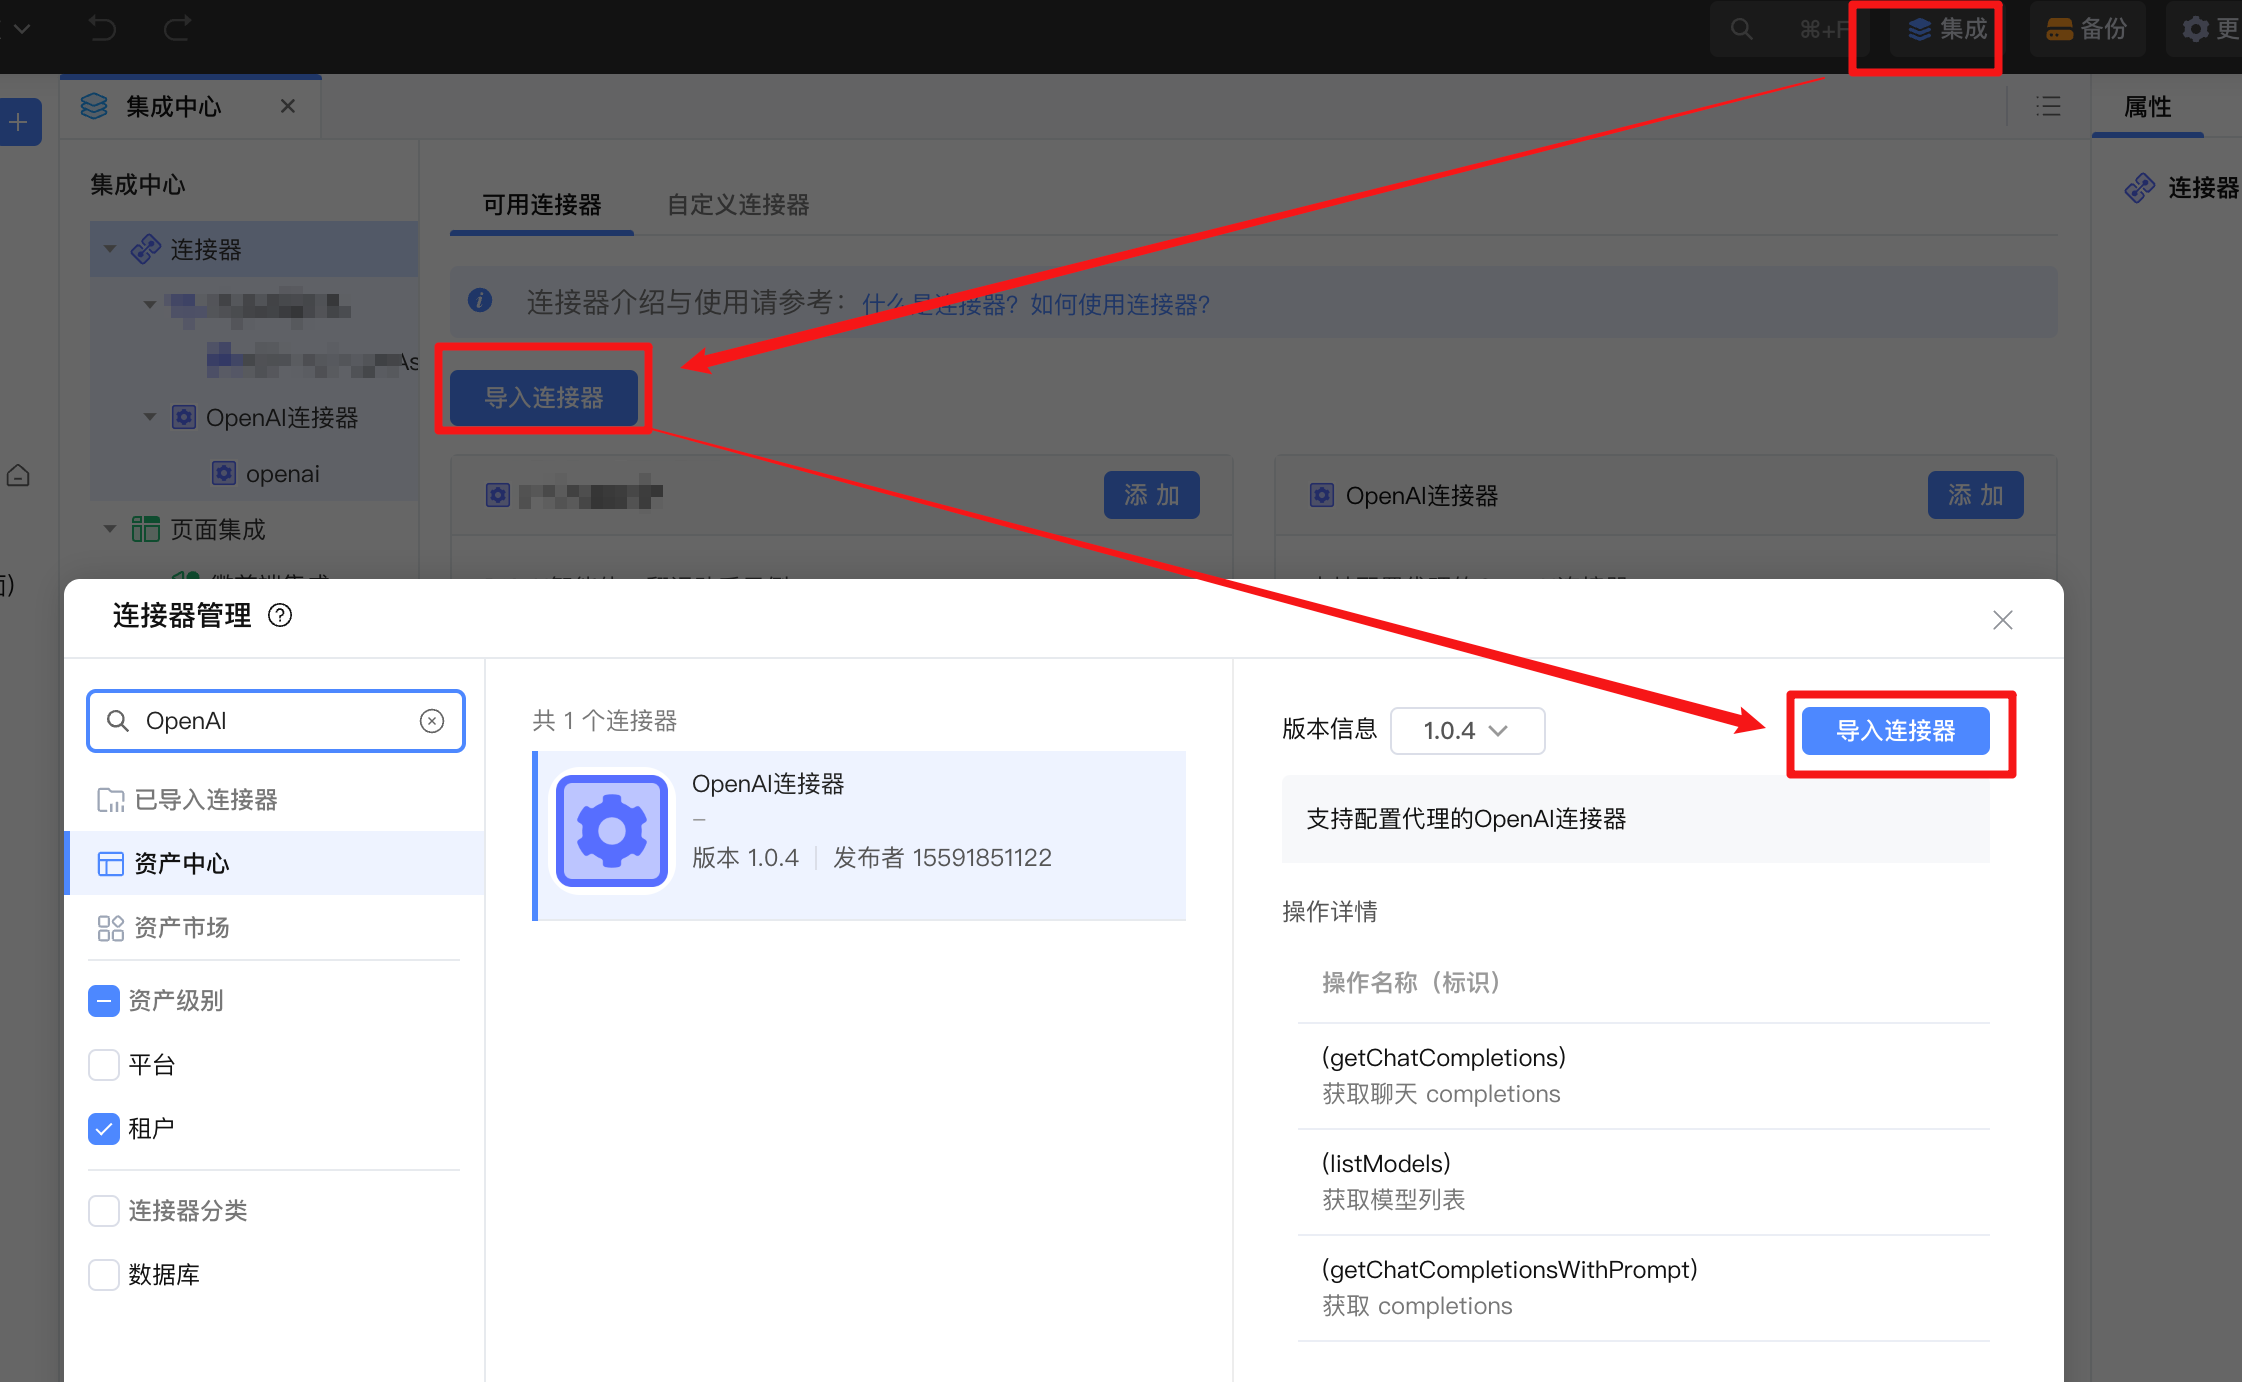 ⌘+F
集成
备份
更
集成中心
属性
集成中心
连接器
OpenAI连接器
openai
页面集成
可用连接器
自定义连接器
连接器介绍与使用请参考：什么是连接器? 如何使用连接器?
导入连接器
添 加
OpenAI连接器
添 加
连接器
连接器管理
OpenAI
已导入连接器
资产中心
资产市场
资产级别
平台
租户
连接器分类
数据库
共 1 个连接器
OpenAI连接器
–
版本 1.0.4
发布者 15591851122
版本信息
1.0.4
导入连接器
支持配置代理的OpenAI连接器
操作详情
操作名称（标识）
(getChatCompletions)
获取聊天 completions
(listModels)
获取模型列表
(getChatCompletionsWithPrompt)
获取 completions